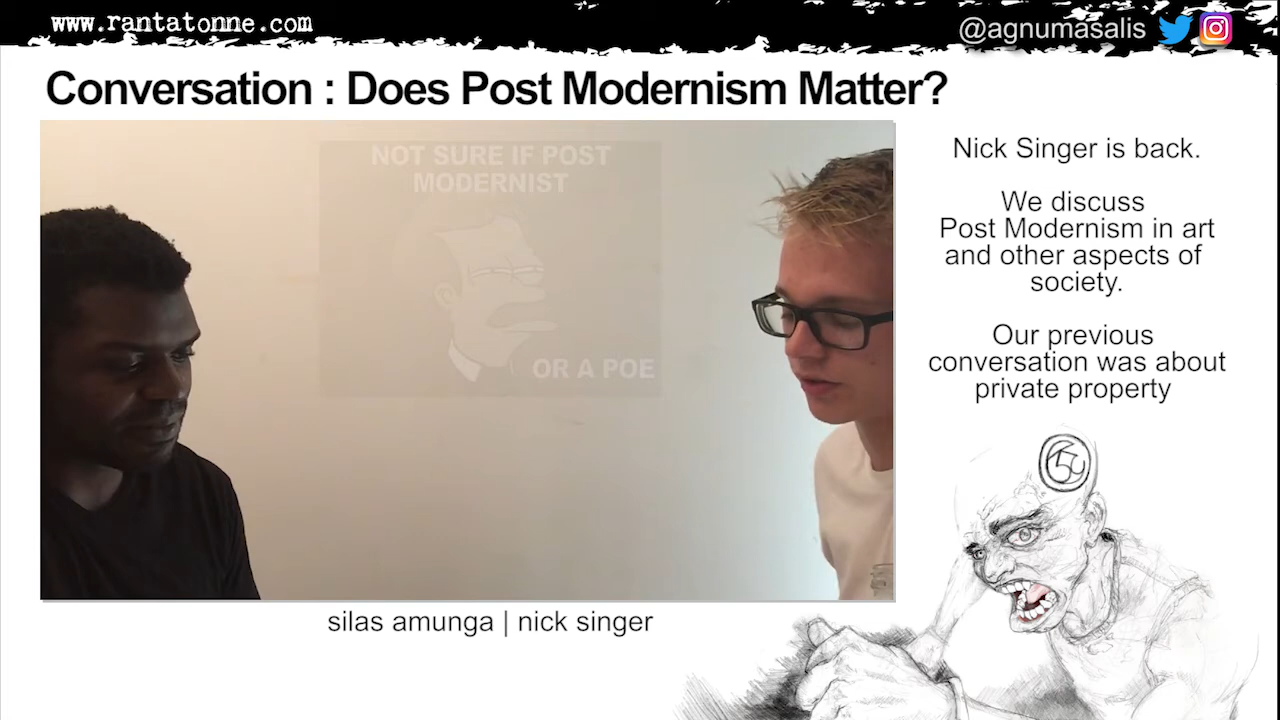 www.rantatonne.com
@agnumasalis
Conversation : Does Post Modernism Matter?
NOT SURE IF POST
MODERNIST
OR A POE
Nick Singer is back.
We discuss
Post Modernism in art
and other aspects of
society.
Our previous
conversation was about
private property
silas amunga | nick singer